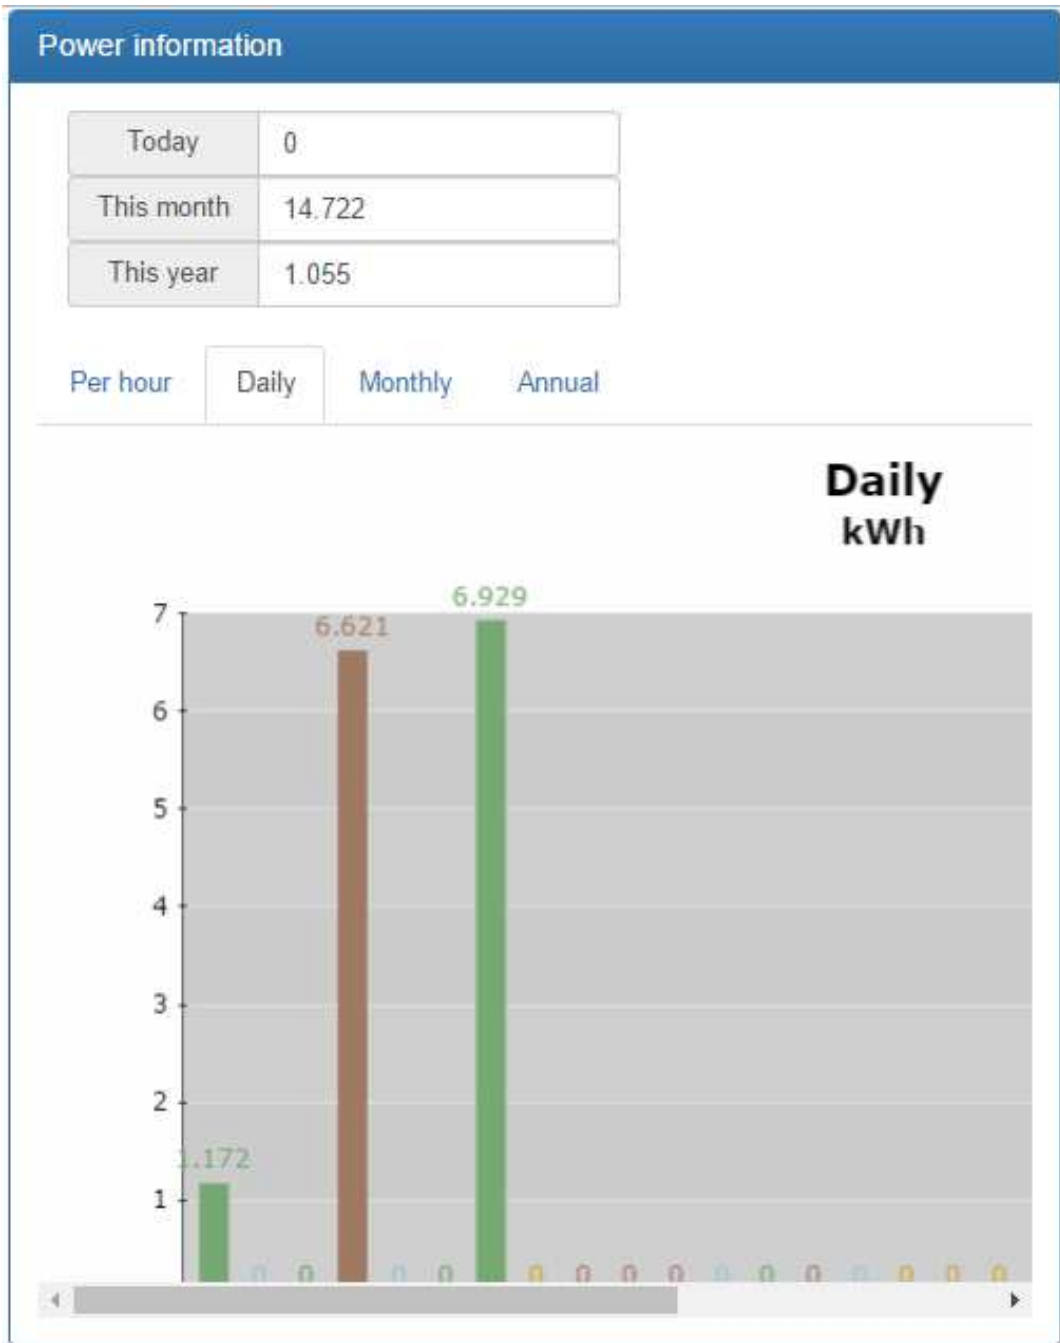 Power information
Today 0
This month 14.722
This year 1.055
Per hour Daily Monthly Annual
Daily
kWh
6.929
7
6.621
6
5
4
3
2
1.172
1
0 0 0 0 0 0 0 0 0 0 0 0 0 0 0